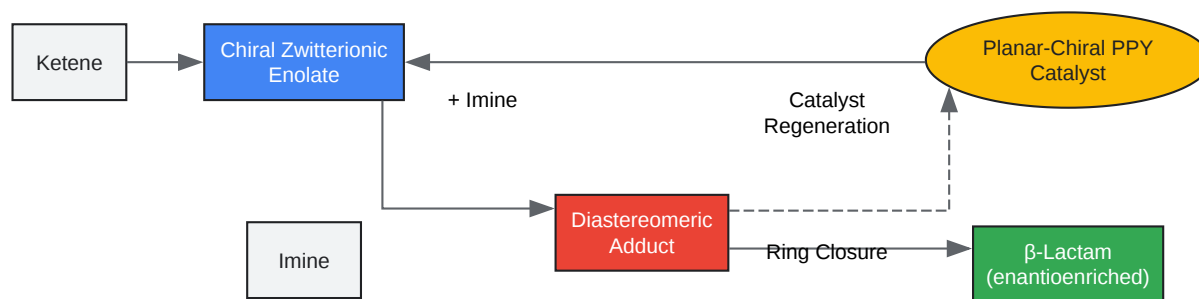 Ketene
Chiral Zwitterionic
Enolate
Planar-Chiral PPY
Catalyst
+ Imine
Catalyst
Regeneration
Imine
Diastereomeric
Adduct
Ring Closure
β-Lactam
(enantioenriched)